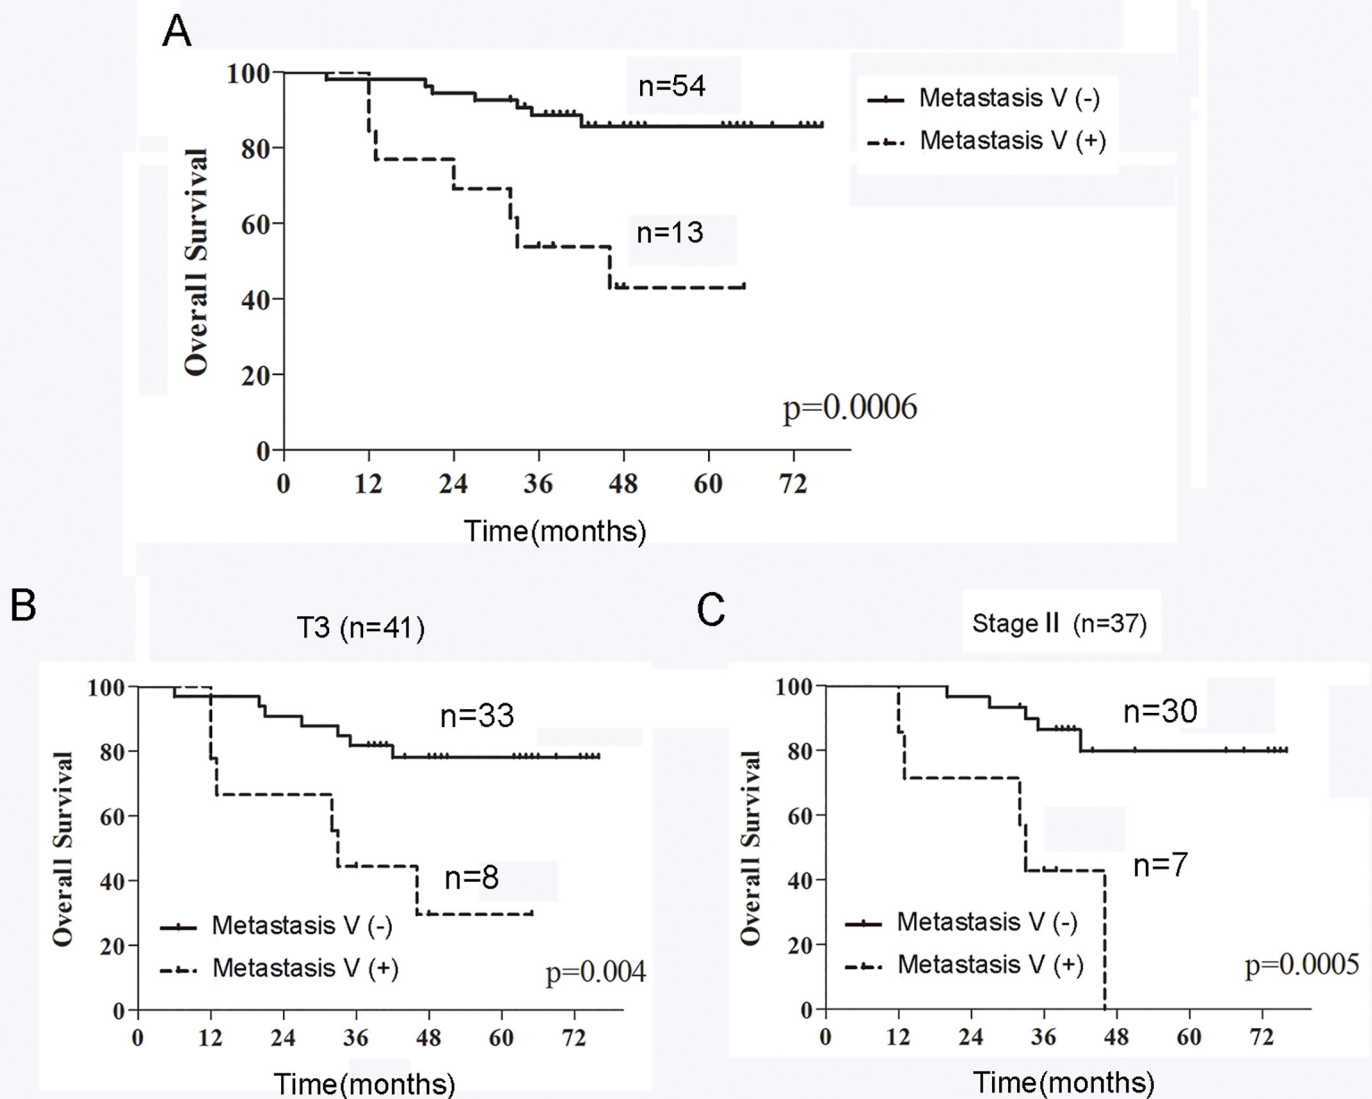 A
n=54
Metastasis V (-)
Metastasis V (+)
n=13
p=0.0006
Overall Survival
100
80
60
40
20
0
0 12 24 36 48 60 72
Time(months)
B
T3 (n=41)
n=33
n=8
Metastasis V (-)
Metastasis V (+)
p=0.004
Overall Survival
100
80
60
40
20
0
0 12 24 36 48 60 72
Time(months)
C
Stage II (n=37)
n=30
n=7
Metastasis V (-)
Metastasis V (+)
p=0.0005
Overall Survival
100
80
60
40
20
0
0 12 24 36 48 60 72
Time(months)